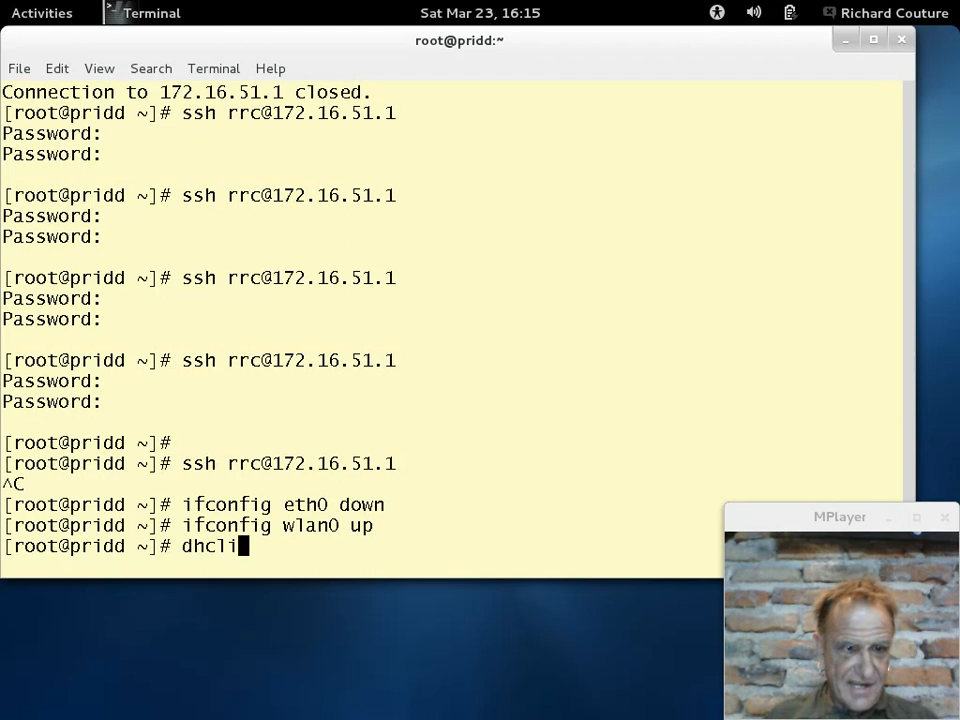 Activities Terminal Sat Mar 23, 16:15 Richard Couture
root@pridd:~
File Edit View Search Terminal Help
Connection to 172.16.51.1 closed.
[root@pridd ~]# ssh rrc@172.16.51.1
Password:
Password:
[root@pridd ~]# ssh rrc@172.16.51.1
Password:
Password:
[root@pridd ~]# ssh rrc@172.16.51.1
Password:
Password:
[root@pridd ~]# ssh rrc@172.16.51.1
Password:
Password:
[root@pridd ~]#
[root@pridd ~]# ssh rrc@172.16.51.1
^C
[root@pridd ~]# ifconfig eth0 down
[root@pridd ~]# ifconfig wlan0 up
[root@pridd ~]# dhcli
MPlayer